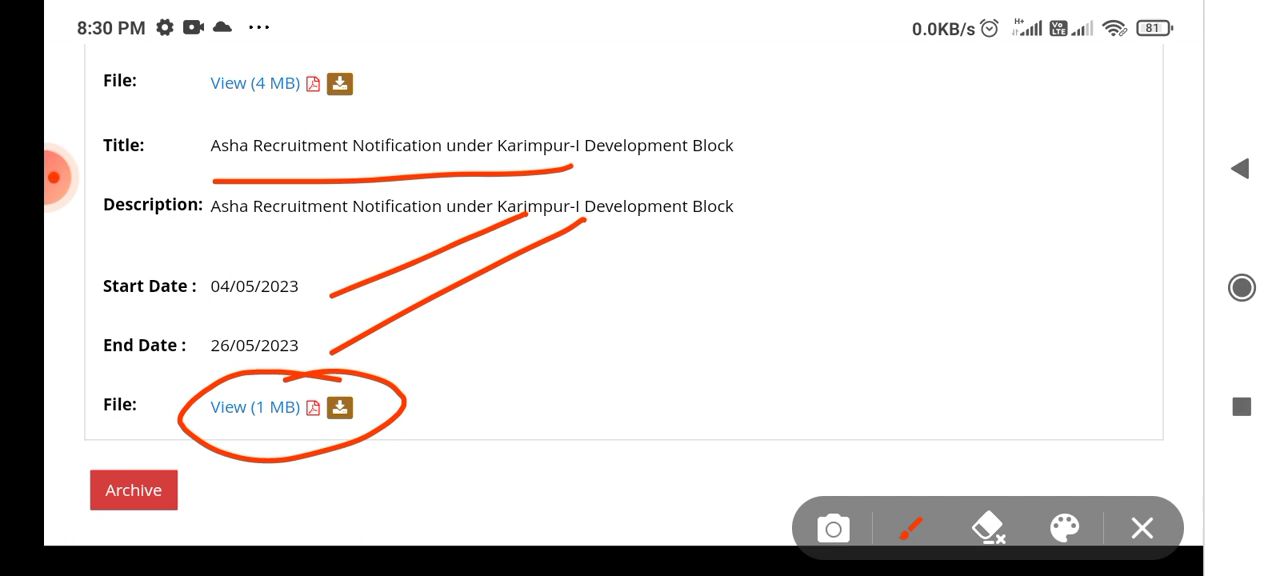 8:30 PM ... 0.0KB/s H+ Vo LTE 81
File: View (4 MB)
Title: Asha Recruitment Notification under Karimpur-I Development Block
Description: Asha Recruitment Notification under Karimpur-I Development Block
Start Date : 04/05/2023
End Date : 26/05/2023
File: View (1 MB)
Archive